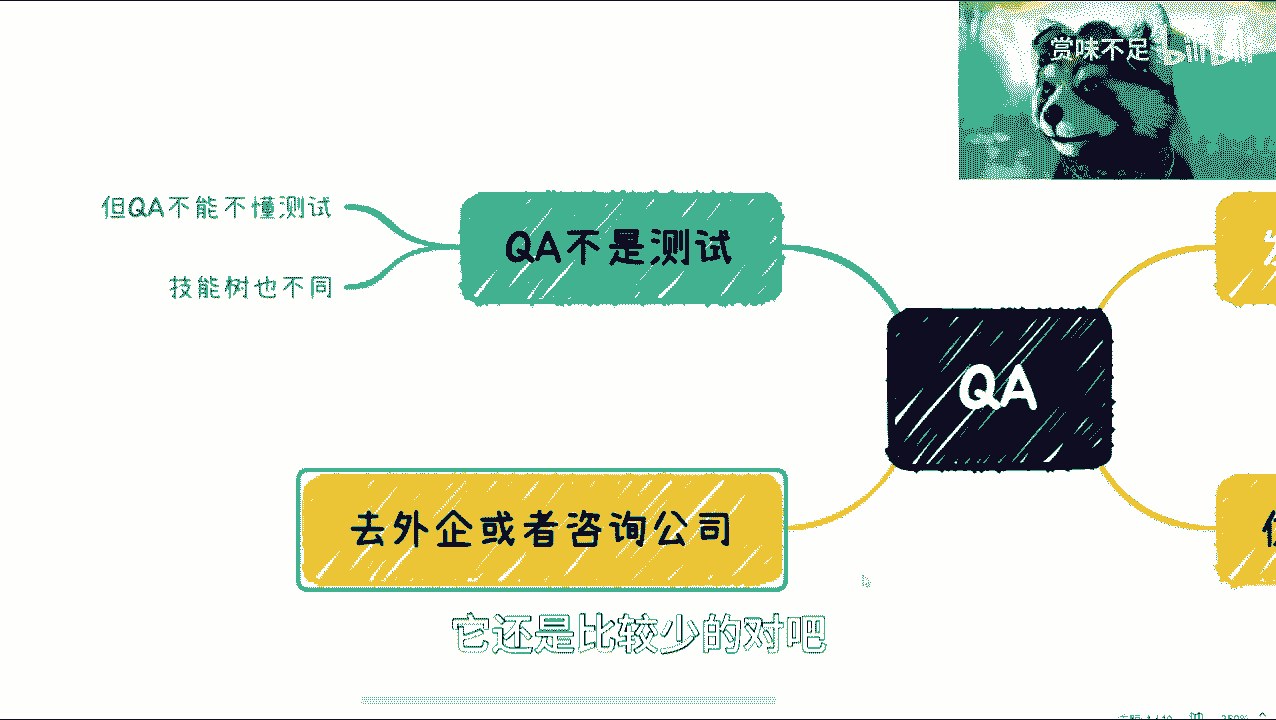 赏味不足 bilibili
但QA不能不懂测试
QA不是测试
技能树也不同
QA
去外企或者咨询公司
它还是比较少的对吧